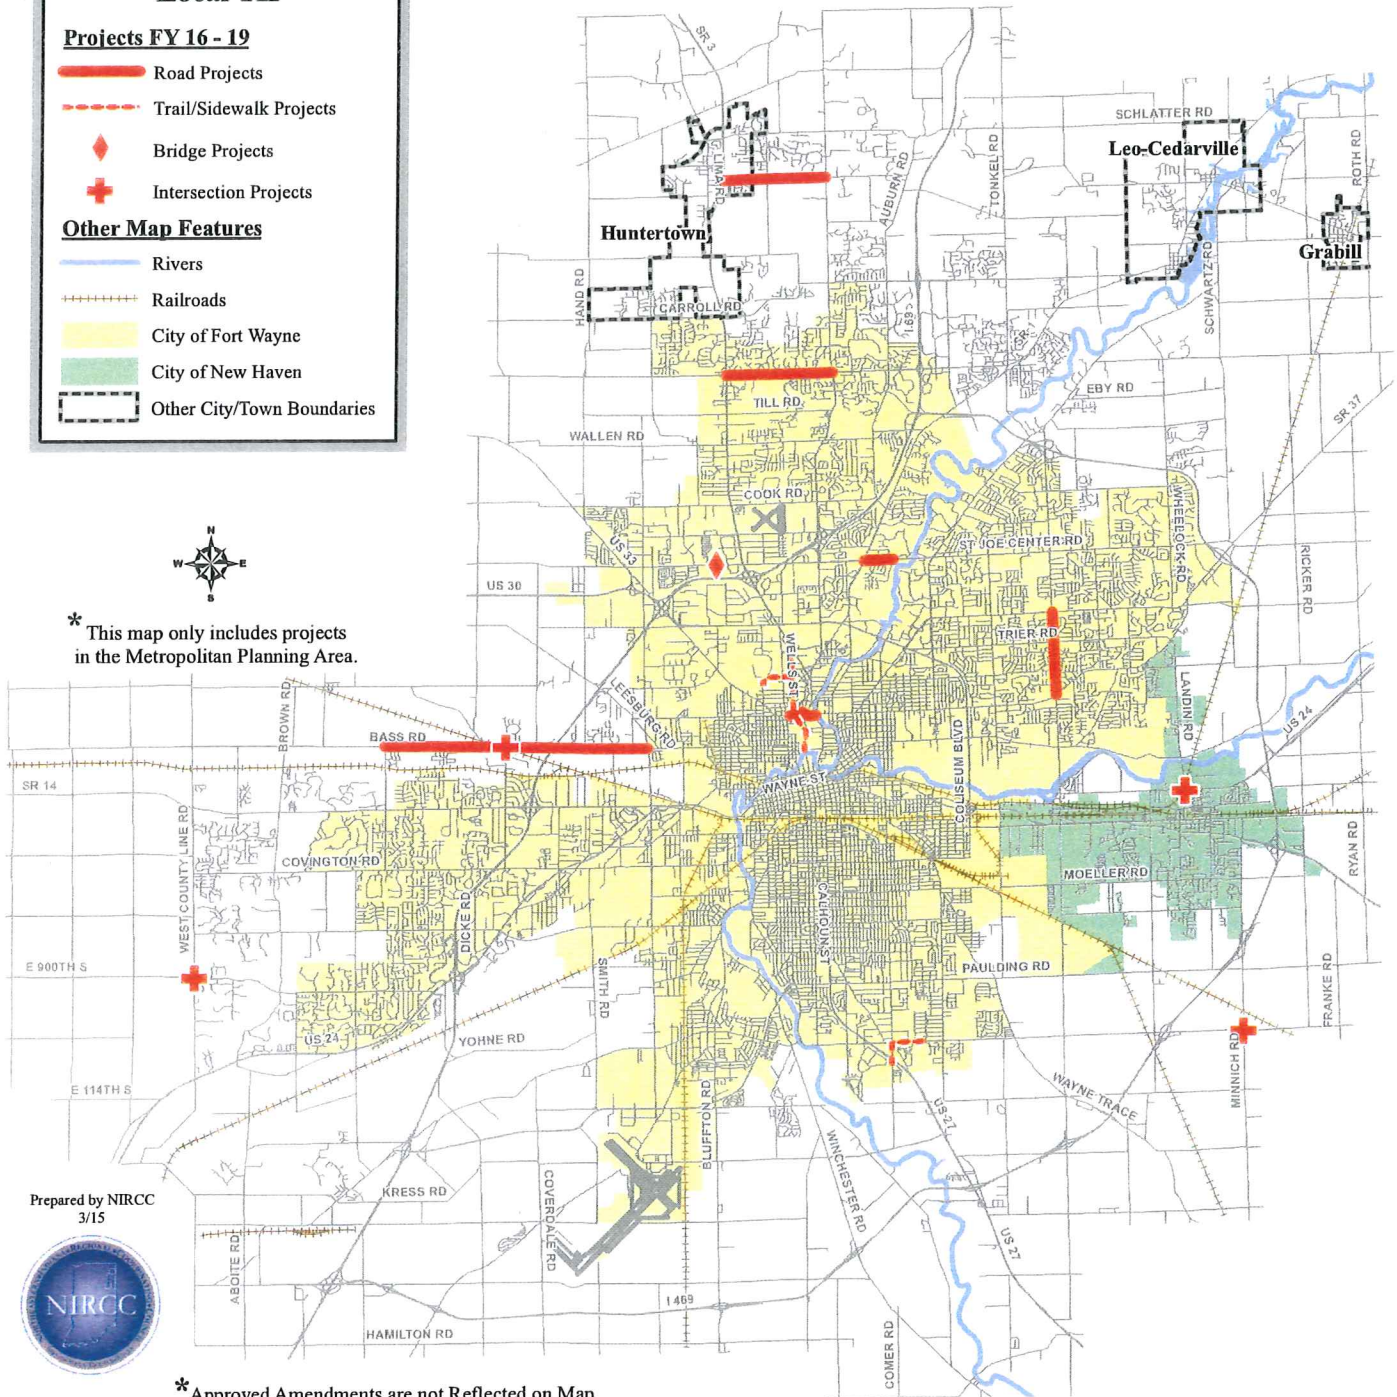 Projects FY 16 - 19
Road Projects
Trail/Sidewalk Projects
Bridge Projects
Intersection Projects
Other Map Features
Rivers
Railroads
City of Fort Wayne
City of New Haven
Other City/Town Boundaries
N
W E
S
* This map only includes projects
in the Metropolitan Planning Area.
SR 3
SCHLATTER RD
Leo-Cedarville
ROTH RD
LIMA RD
AUBURN RD
TONKEL RD
Huntertown
Grabill
HAND RD
CARROLL RD
I 69
SR 1
SCHWARTZ RD
TILL RD
EBY RD
SR 37
WALLEN RD
COOK RD
WHEELOCK RD
US 33
ST JOE CENTER RD
RICKER RD
US 30
TRIER RD
WELLS ST
LEESBURG RD
LANDIN RD
BROWN RD
BASS RD
US 24
COLISEUM BLVD
SR 14
WAYNE ST
WEST COUNTY LINE RD
COVINGTON RD
MOELLER RD
RYAN RD
DICKE RD
CALHOUN ST
E 900TH S
SMITH RD
PAULDING RD
FRANKE RD
US 24
YOHNE RD
MINNICH RD
E 114TH S
WAYNE TRACE
BLUFFTON RD
US 27
WINCHESTER RD
KRESS RD
COVERDALE RD
US 27
ABOITE RD
I 469
HAMILTON RD
COMER RD
Prepared by NIRCC
3/15
NIRCC
*Approved Amendments are not Reflected on Map